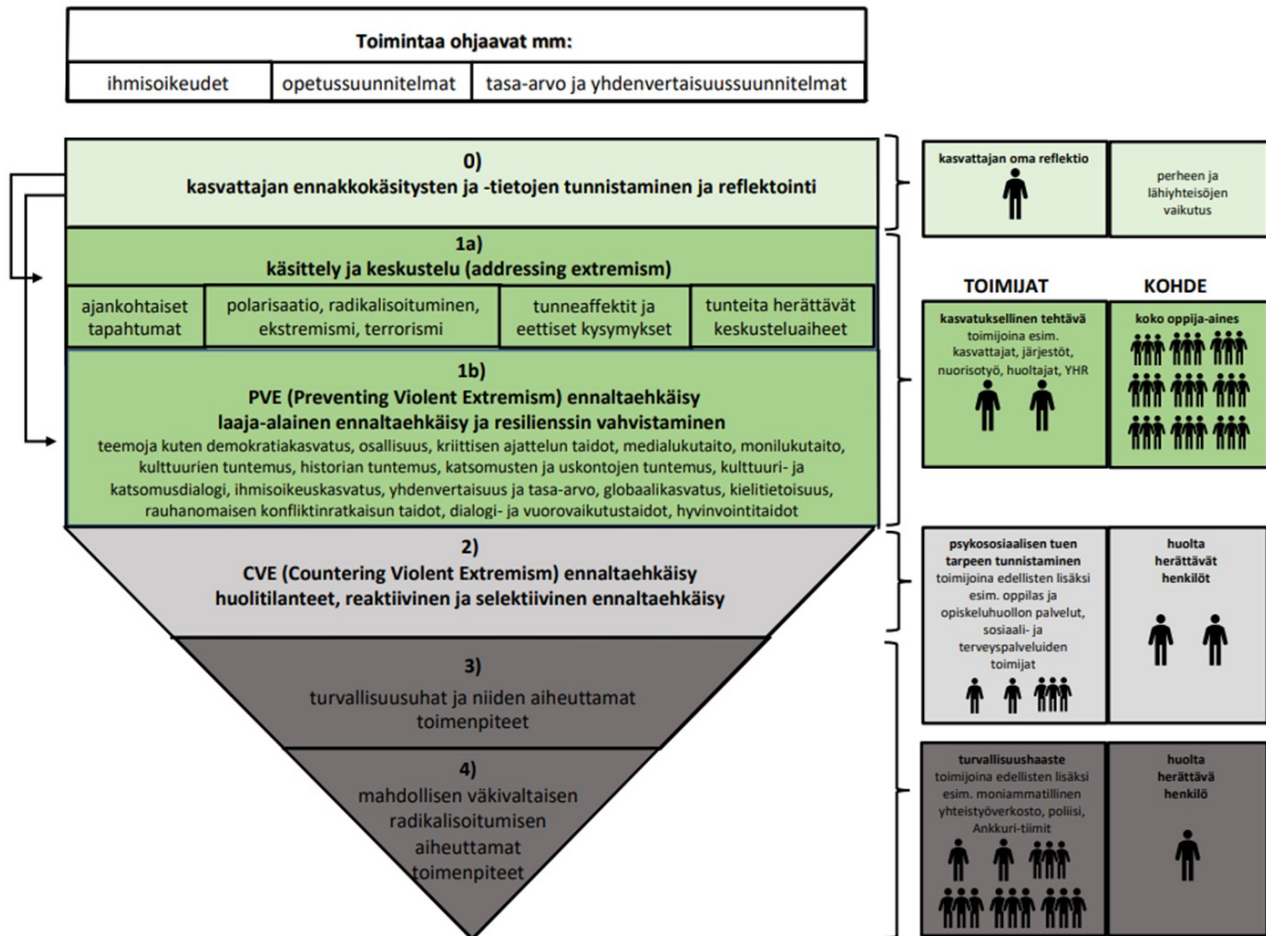 Toimintaa ohjaavat mm:
ihmisoikeudet
opetussuunnitelmat
tasa-arvo ja yhdenvertaisuussuunnitelmat
0)
kasvattajan ennakkokäsitysten ja -tietojen tunnistaminen ja reflektointi
kasvattajan oma reflektio
perheen ja
lähiyhteisöjen
vaikutus
1a)
käsittely ja keskustelu (addressing extremism)
ajankohtaiset
tapahtumat
polarisaatio, radikalisoituminen,
ekstremismi, terrorismi
tunneaffektit ja
eettiset kysymykset
tunteita herättävät
keskusteluaiheet
1b)
PVE (Preventing Violent Extremism) ennaltaehkäisy
laaja-alainen ennaltaehkäisy ja resilienssin vahvistaminen
teemoja kuten demokratiakasvatus, osallisuus, kriittisen ajattelun taidot, medialukutaito, monilukutaito,
kulttuurien tuntemus, historian tuntemus, katsomusten ja uskontojen tuntemus, kulttuuri- ja
katsomusdialogi, ihmisoikeuskasvatus, yhdenvertaisuus ja tasa-arvo, globaalikasvatus, kielitietoisuus,
rauhanomaisen konfliktinratkaisun taidot, dialogi- ja vuorovaikutustaidot, hyvinvointitaidot
TOIMIJAT
KOHDE
kasvatuksellinen tehtävä
toimijoina esim.
kasvattajat, järjestöt,
nuorisotyö, huoltajat, YHR
koko oppija-aines
2)
CVE (Countering Violent Extremism) ennaltaehkäisy
huolitilanteet, reaktiivinen ja selektiivinen ennaltaehkäisy
psykososiaalisen tuen
tarpeen tunnistaminen
toimijoina edellisten lisäksi
esim. oppilas ja
opiskeluhuollon palvelut,
sosiaali- ja
terveyspalveluiden
toimijat
huolta
herättävät
henkilöt
3)
turvallisuusuhat ja niiden aiheuttamat
toimenpiteet
4)
mahdollisen väkivaltaisen
radikalisoitumisen
aiheuttamat
toimenpiteet
turvallisuushaaste
toimijoina edellisten lisäksi
esim. moniammatillinen
yhteistyöverkosto, poliisi,
Ankkuri-tiimit
huolta
herättävä
henkilö